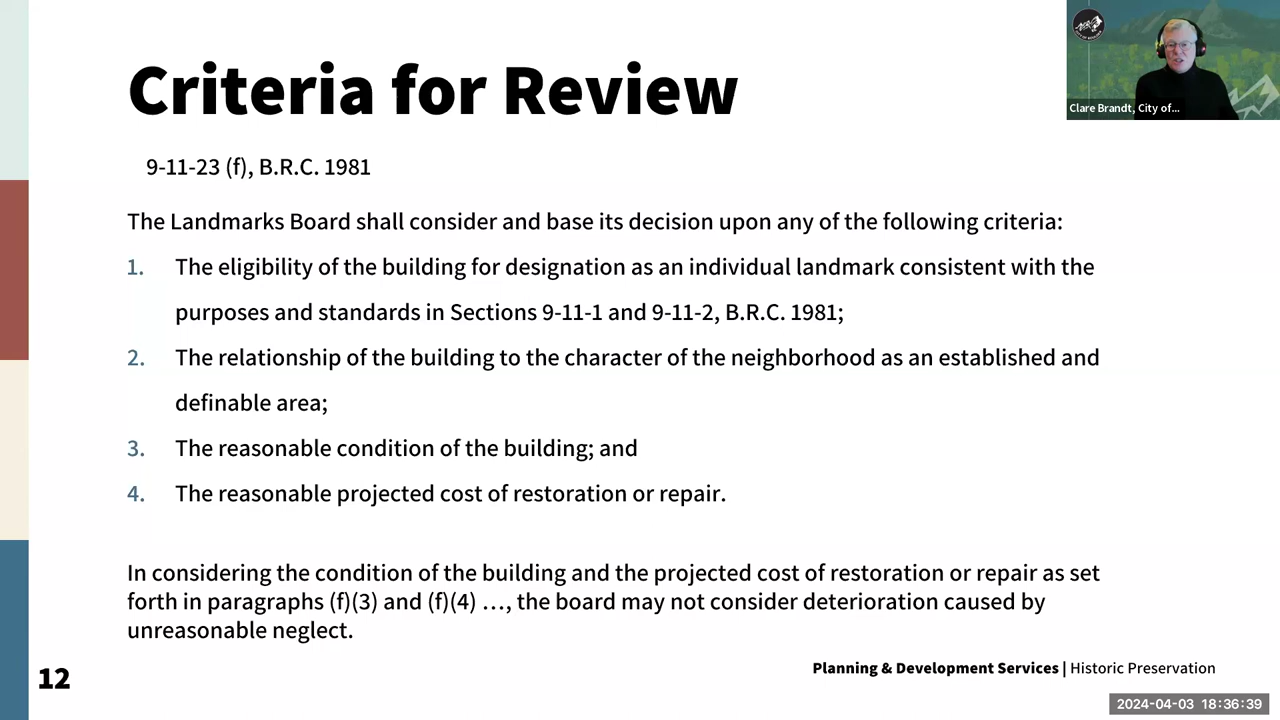 Criteria for Review
Clare Brandt, City of...
9-11-23 (f), B.R.C. 1981
The Landmarks Board shall consider and base its decision upon any of the following criteria:
1. The eligibility of the building for designation as an individual landmark consistent with the
purposes and standards in Sections 9-11-1 and 9-11-2, B.R.C. 1981;
2. The relationship of the building to the character of the neighborhood as an established and
definable area;
3. The reasonable condition of the building; and
4. The reasonable projected cost of restoration or repair.
In considering the condition of the building and the projected cost of restoration or repair as set
forth in paragraphs (f)(3) and (f)(4) …, the board may not consider deterioration caused by
unreasonable neglect.
12
Planning & Development Services | Historic Preservation
2024-04-03 18:36:39